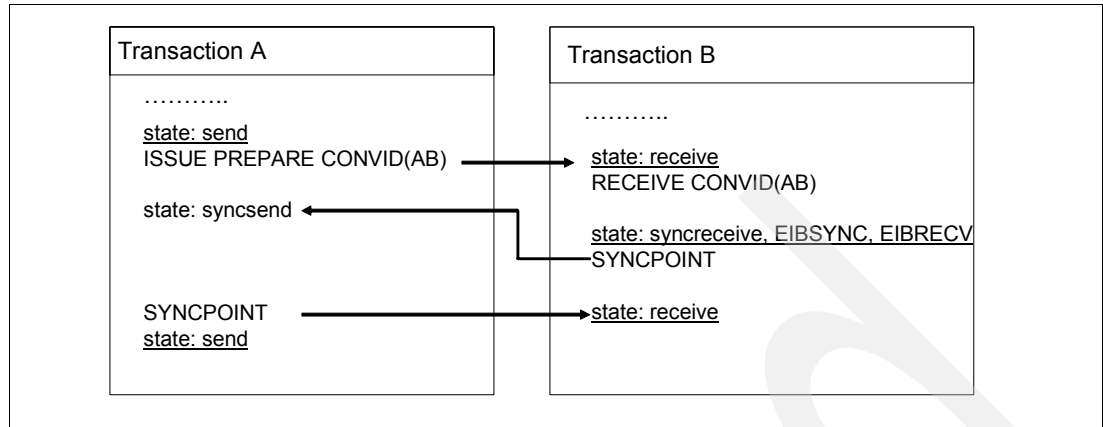 Transaction A
………..
state: send
ISSUE PREPARE CONVID(AB)
state: syncsend
SYNCPOINT
state: send
Transaction B
………..
state: receive
RECEIVE CONVID(AB)
state: syncreceive, EIBSYNC, EIBRECV
SYNCPOINT
state: receive